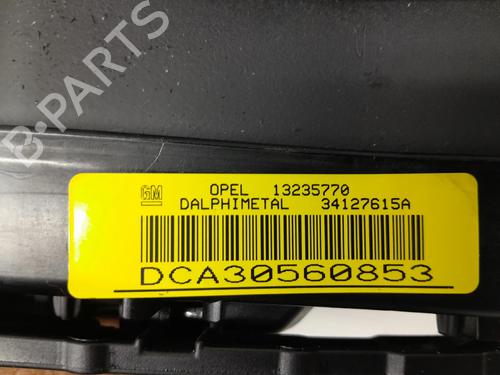 B-PARTS
GM OPEL 13235770
DALPHIMETAL 34127615A
DCA30560853